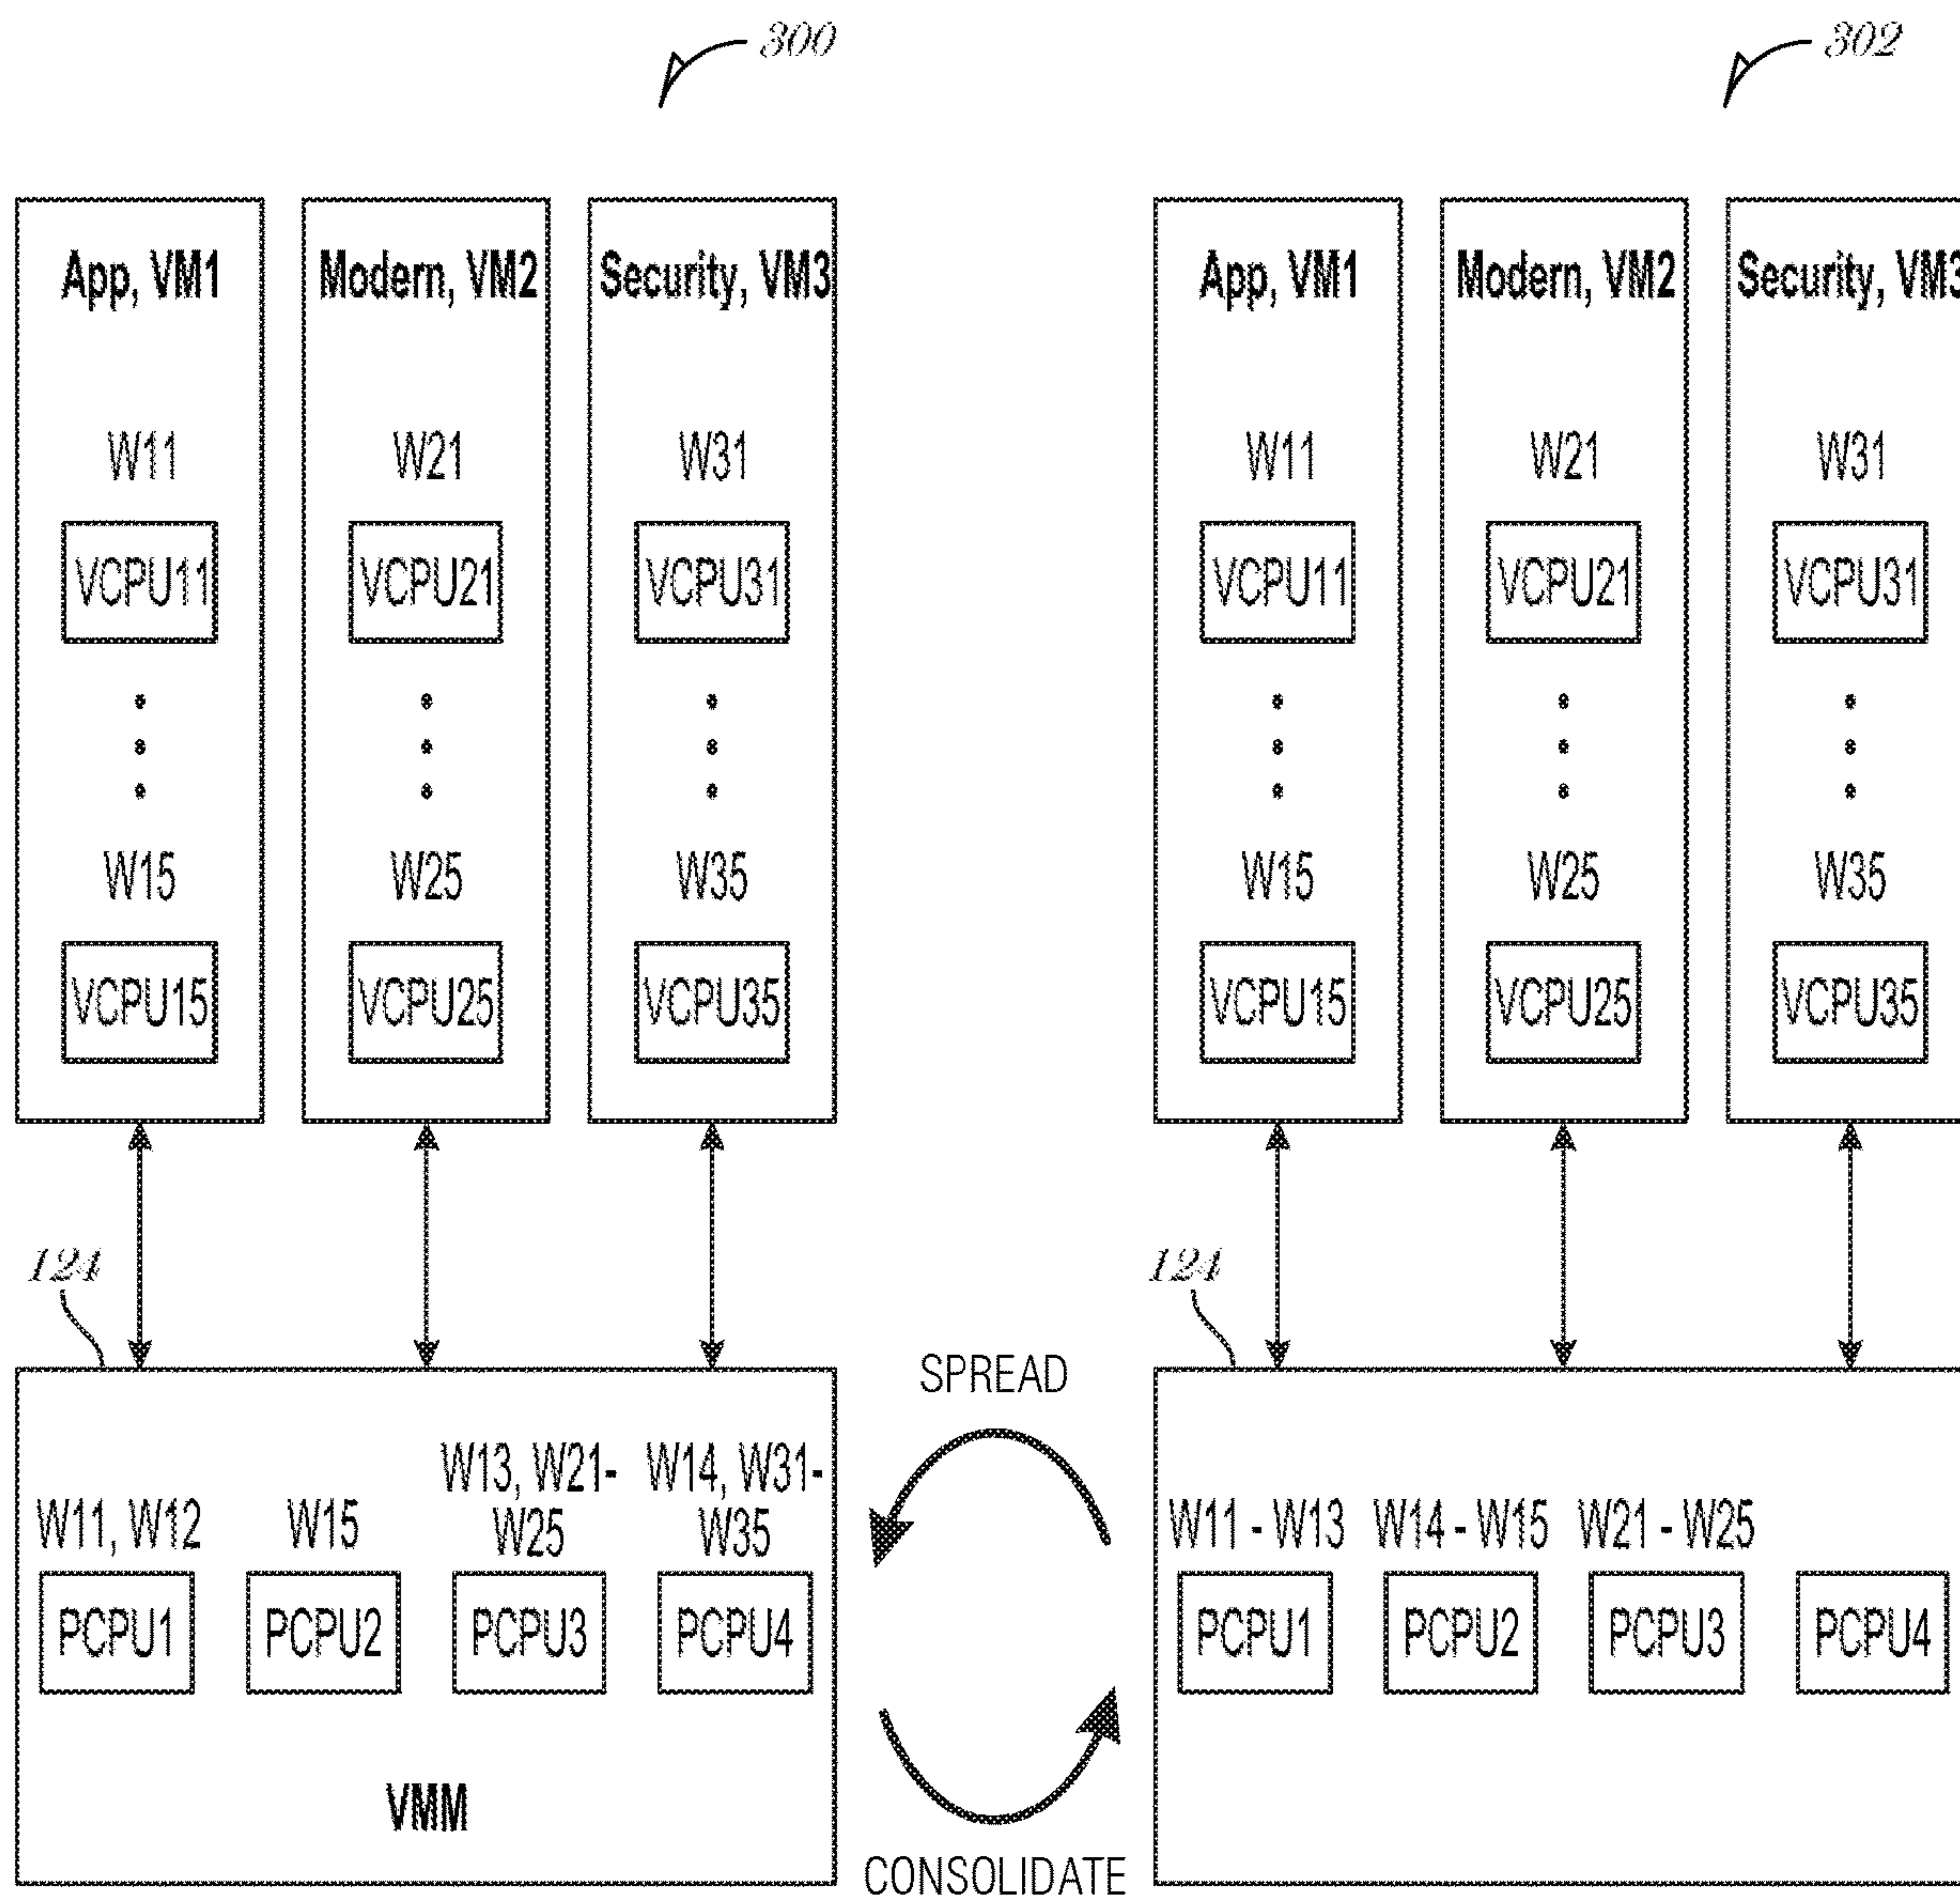 300
302
App, VM1
Modern, VM2
Security, VM3
App, VM1
Modern, VM2
Security, VM3
W11
W21
W31
W11
W21
W31
VCPU11
VCPU21
VCPU31
VCPU11
VCPU21
VCPU31
W15
W25
W35
W15
W25
W35
VCPU15
VCPU25
VCPU35
VCPU15
VCPU25
VCPU35
124
124
SPREAD
W11, W12
W15
W13, W21-
W25
W14, W31-
W35
W11 - W13
W14 - W15
W21 - W25
PCPU1
PCPU2
PCPU3
PCPU4
PCPU1
PCPU2
PCPU3
PCPU4
VMM
CONSOLIDATE